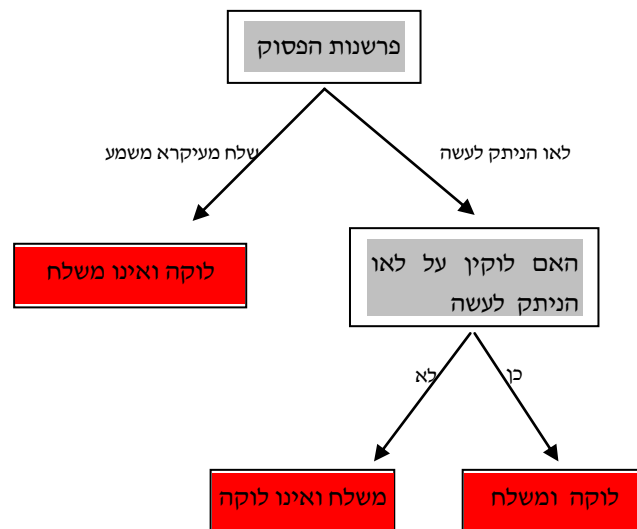 פרשנות הפסוק
לאו הניתק לעשה
שלח מעיקרא משמע
האם לוקין על לאו
הניתק לעשה
לוקה ואינו משלח
כן
לא
לוקה ומשלח
משלח ואינו לוקה